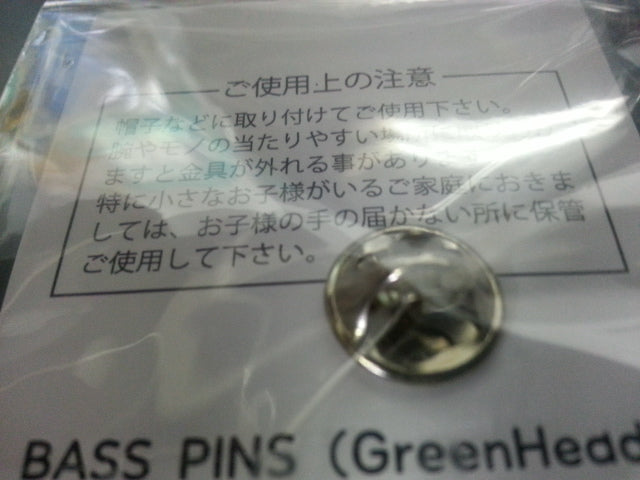 ご使用上の注意
帽子などに取り付けてご使用下さい。
腕やモノの当たりやすい
ますと金具が外れる事があります
特に小さなお子様がいるご家庭におきま
しては、お子様の手の届かない所に保管
ご使用して下さい。
BASS PINS (GreenHead